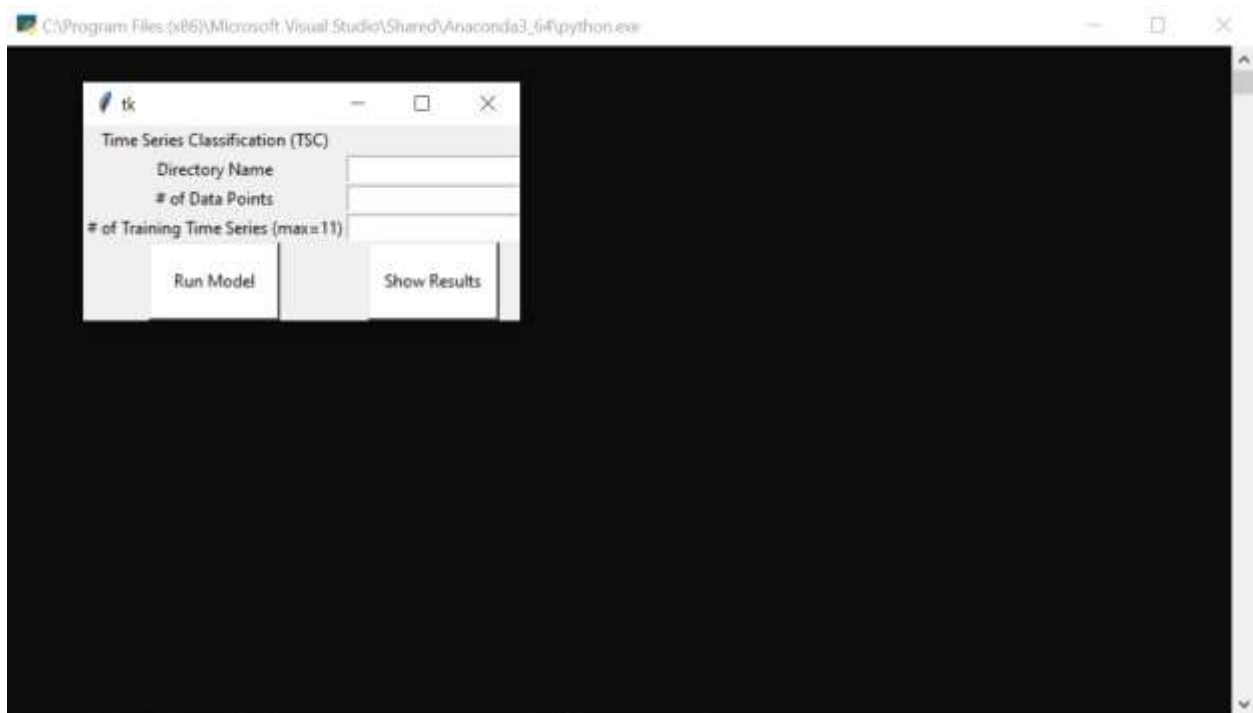 C:\Program Files (x86)\Microsoft Visual Studio\Shared\Anaconda3_64\python.exe
tk
Time Series Classification (TSC)
Directory Name
# of Data Points
# of Training Time Series (max=11)
Run Model Show Results